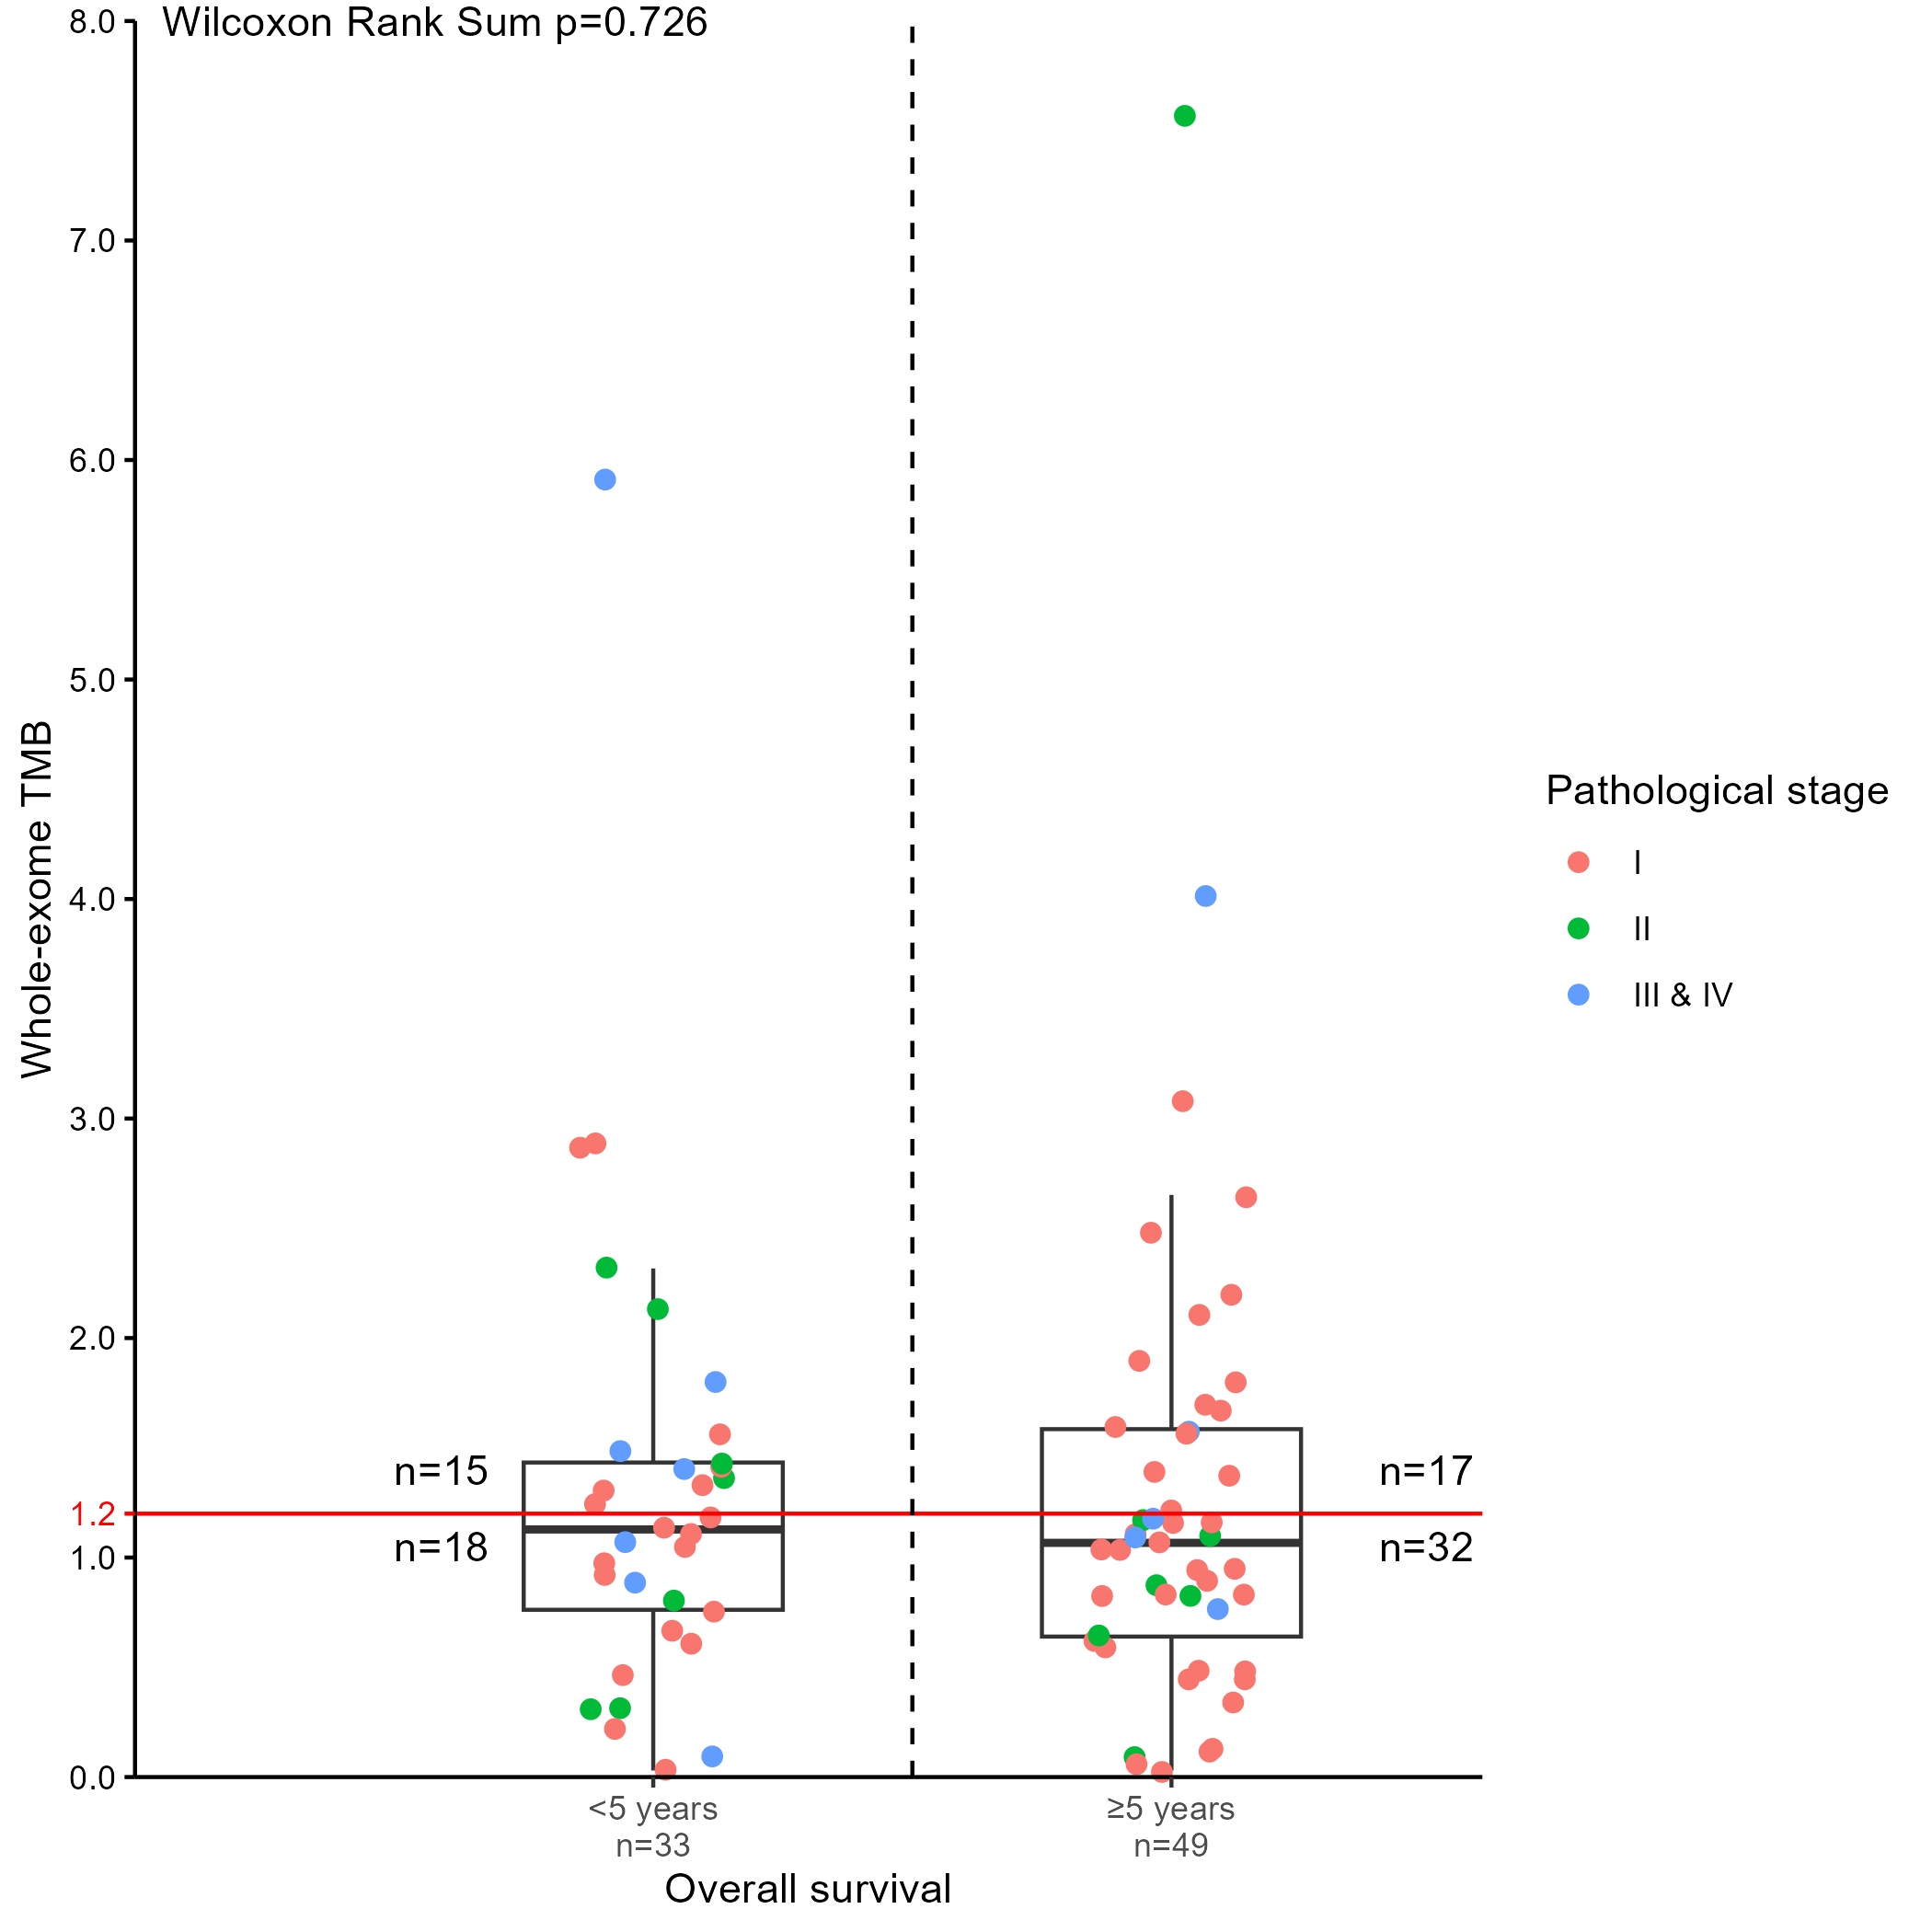 Wilcoxon Rank Sum p=0.726
8.0
7.0
6.0
5.0
4.0
3.0
2.0
1.2
1.0
0.0
Whole-exome TMB
n=15
n=18
n=17
n=32
<5 years
n=33
≥5 years
n=49
Overall survival
Pathological stage
I
II
III & IV